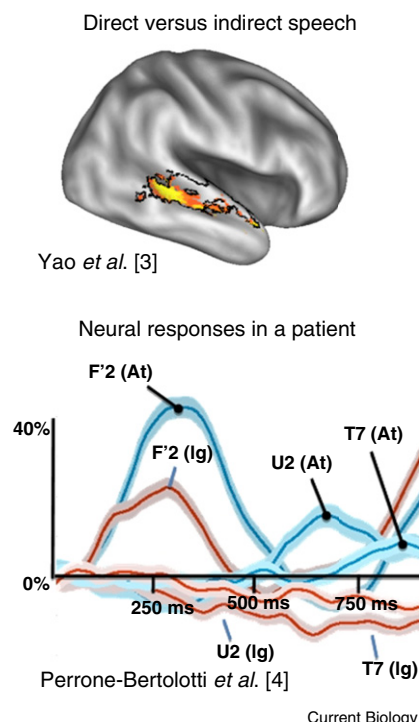 Direct versus indirect speech
Yao et al. [3]
Neural responses in a patient
F'2 (At)
40%
F'2 (Ig)
T7 (At)
U2 (At)
0%
250 ms
500 ms
750 ms
U2 (Ig)
T7 (Ig
Perrone-Bertolotti et al. [4]
Current Biology